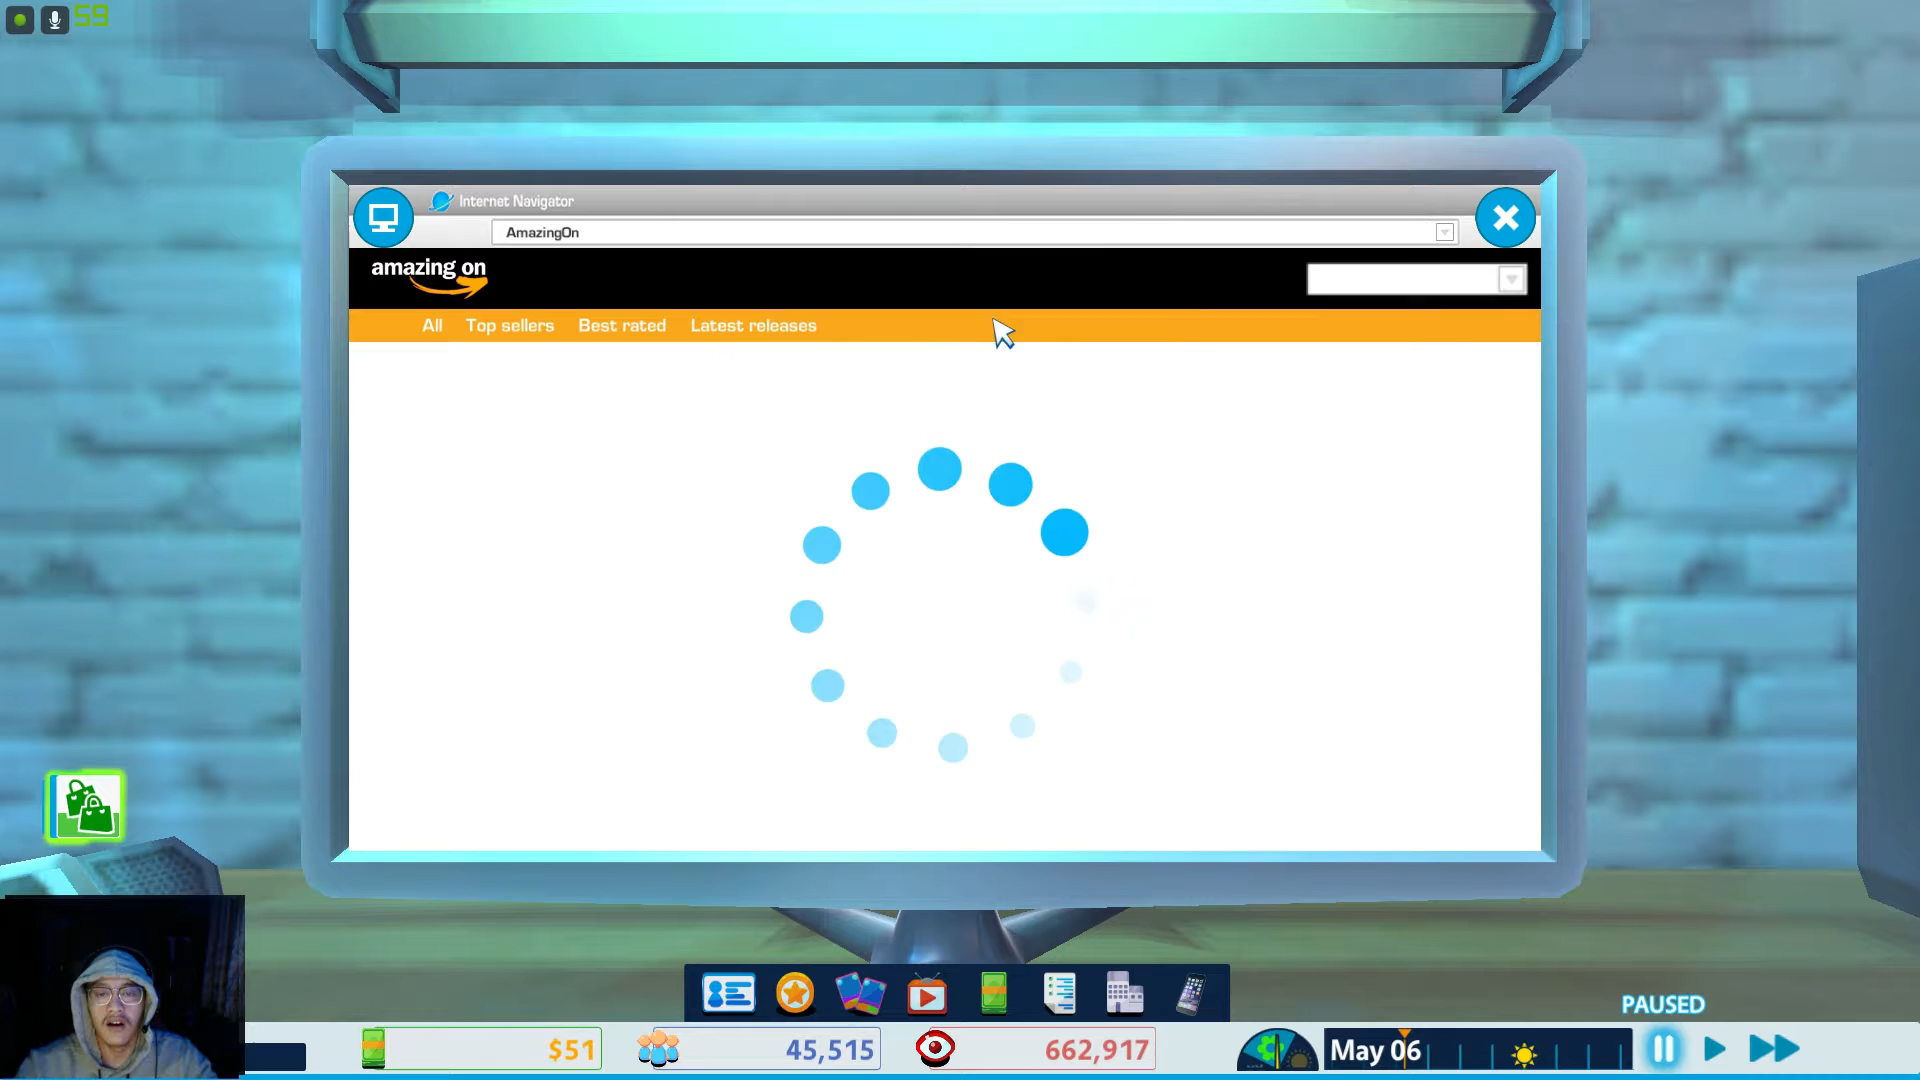 59
Internet Navigator
AmazingOn
amazing on
All Top sellers Best rated Latest releases
PAUSED
$51 45,515 662,917 May 06